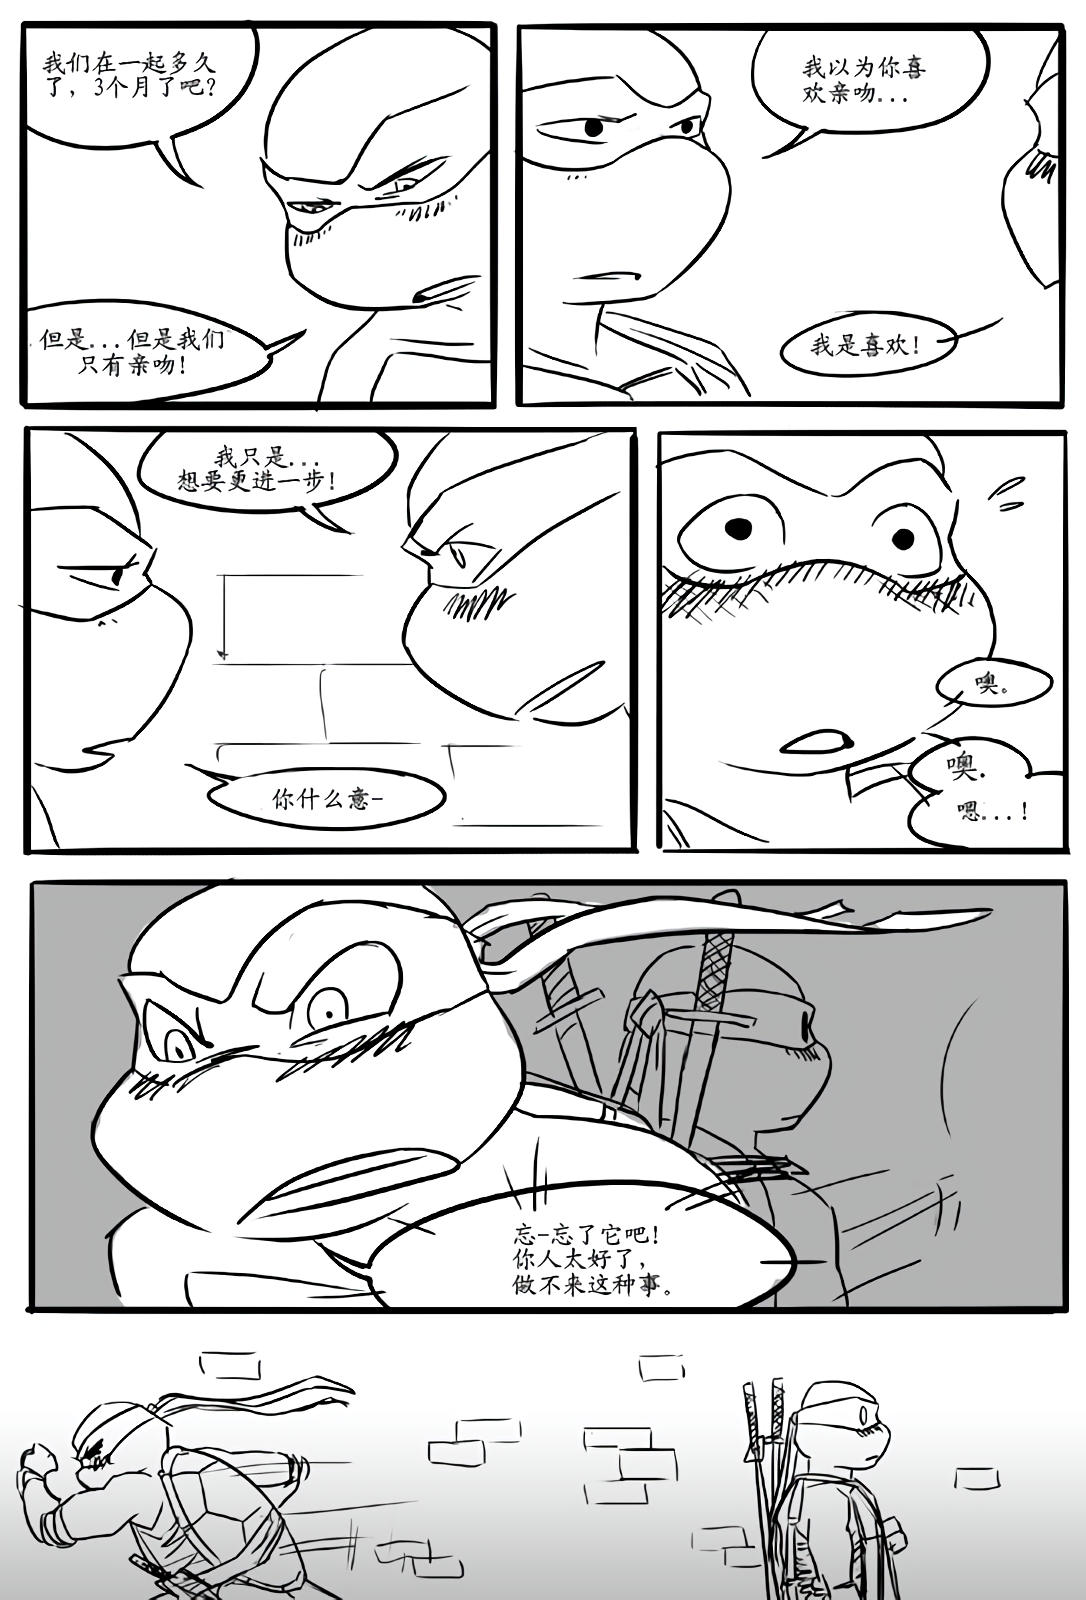 我们在一起多久
了，3个月了吧?
但是...但是我们
只有亲吻!
我以为你喜
欢亲吻...
我是喜欢!
我只是...
想要更进一步!
你什么意-
噢。
噢.
嗯...!
忘-忘了它吧!
你人太好了，
做不来这种事。